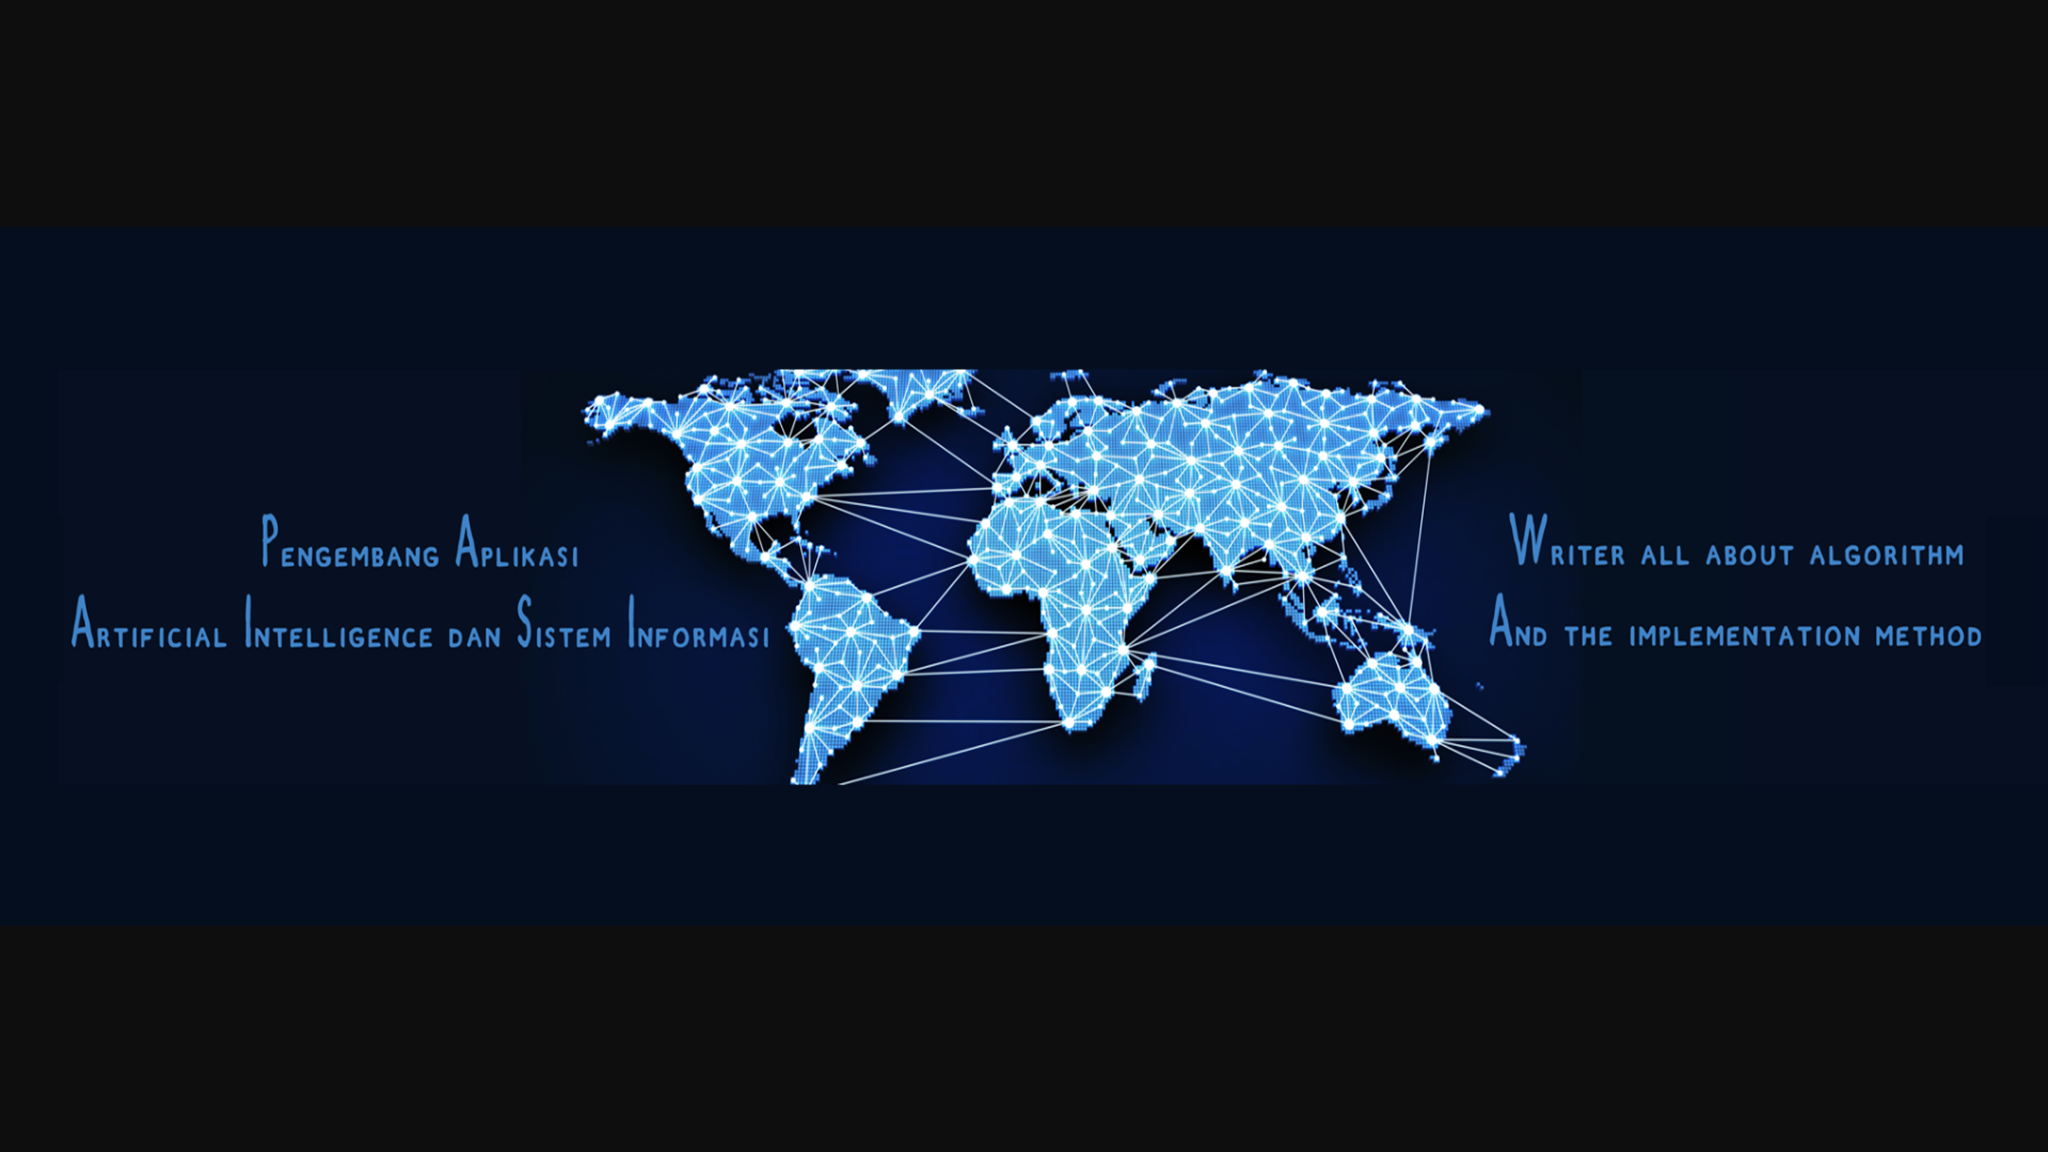 Pengembang Aplikasi
Artificial Intelligence dan Sistem Informasi
Writer all about algorithm
And the implementation method